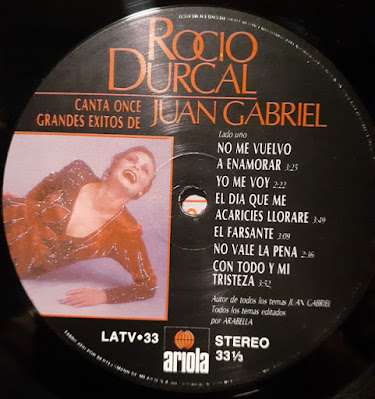 ROCIO
DURCAL
CANTA ONCE
GRANDES EXITOS DE
JUAN GABRIEL
Lado uno
NO ME VUELVO
A ENAMORAR 3:25
YO ME VOY 2:22
EL DIA QUE ME
ACARICIES LLORARE 3:49
EL FARSANTE 3:09
NO VALE LA PENA 2:36
CON TODO Y MI
TRISTEZA 3:52
Autor de todos los temas JUAN GABRIEL
Todos los temas editados
por ARABELLA
LATV•33
ariola
STEREO
33 1/3